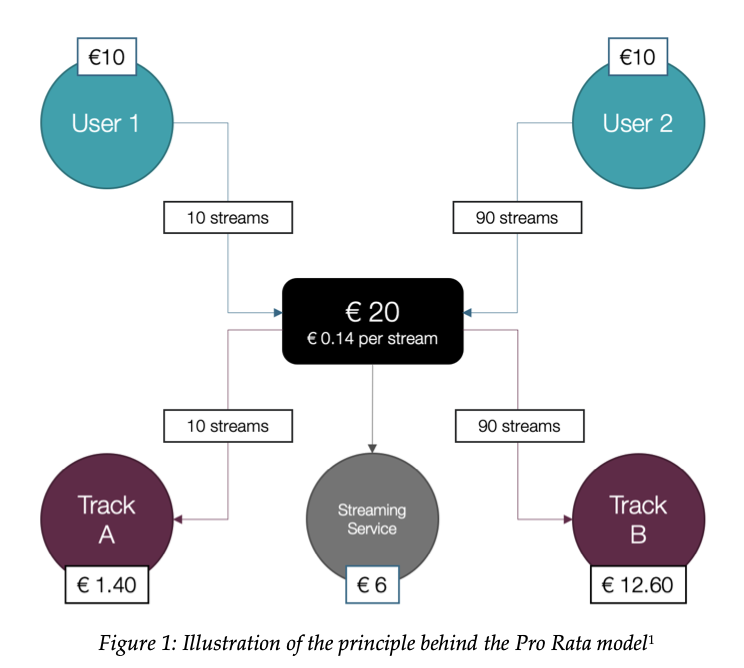 €10
€10
User 1
User 2
10 streams
90 streams
€ 20
€ 0.14 per stream
10 streams
90 streams
Track
A
Streaming
Service
Track
B
€ 1.40
€ 6
€ 12.60
Figure 1: Illustration of the principle behind the Pro Rata model¹